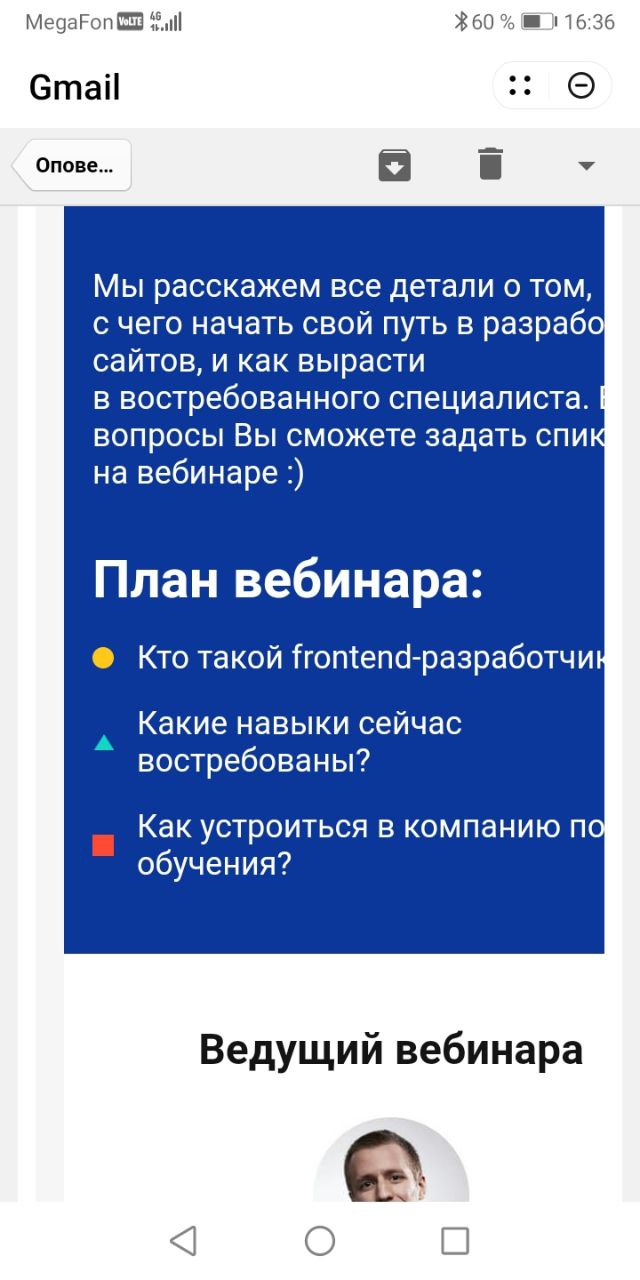 MegaFon VoLTE 4G 60 % 16:36
Gmail
Опове...
Мы расскажем все детали о том,
с чего начать свой путь в разрабо
сайтов, и как вырасти
в востребованного специалиста.
вопросы Вы сможете задать спик
на вебинаре :)
План вебинара:
Кто такой frontend-разработчик
Какие навыки сейчас
востребованы?
Как устроиться в компанию по
обучения?
Ведущий вебинара